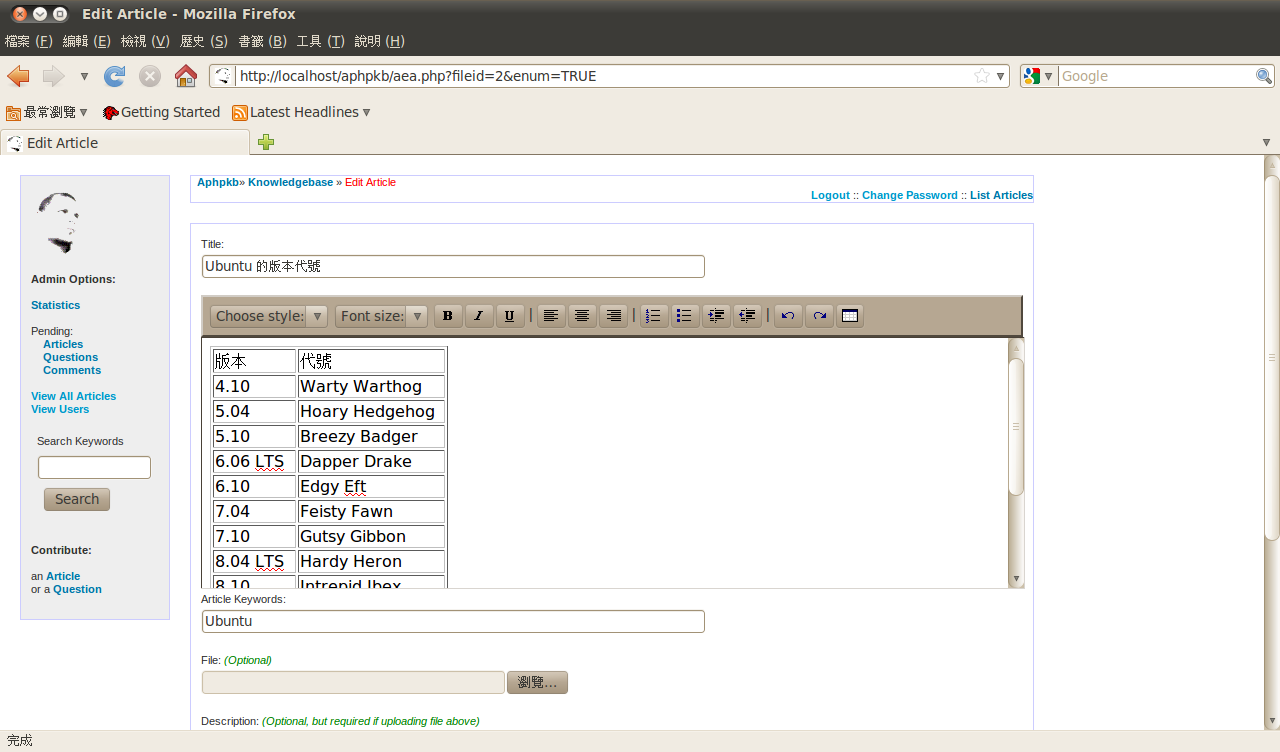 Edit Article - Mozilla Firefox
檔案 (F) 編輯 (E) 檢視 (V) 歷史 (S) 書籤 (B) 工具 (T) 說明 (H)
http://localhost/aphpkb/aea.php?fileid=2&enum=TRUE
Google
最常瀏覽 Getting Started Latest Headlines
Edit Article
Aphpkb» Knowledgebase » Edit Article
Logout :: Change Password :: List Articles
Admin Options:
Statistics
Pending:
Articles
Questions
Comments
View All Articles
View Users
Search Keywords
Search
Contribute:
an Article
or a Question
Title:
Ubuntu 的版本代號
Choose style: Font size: B I U
版本 代號
4.10 Warty Warthog
5.04 Hoary Hedgehog
5.10 Breezy Badger
6.06 LTS Dapper Drake
6.10 Edgy Eft
7.04 Feisty Fawn
7.10 Gutsy Gibbon
8.04 LTS Hardy Heron
8.10 Intrepid Ibex
Article Keywords:
Ubuntu
File: (Optional)
瀏覽...
Description: (Optional, but required if uploading file above)
完成